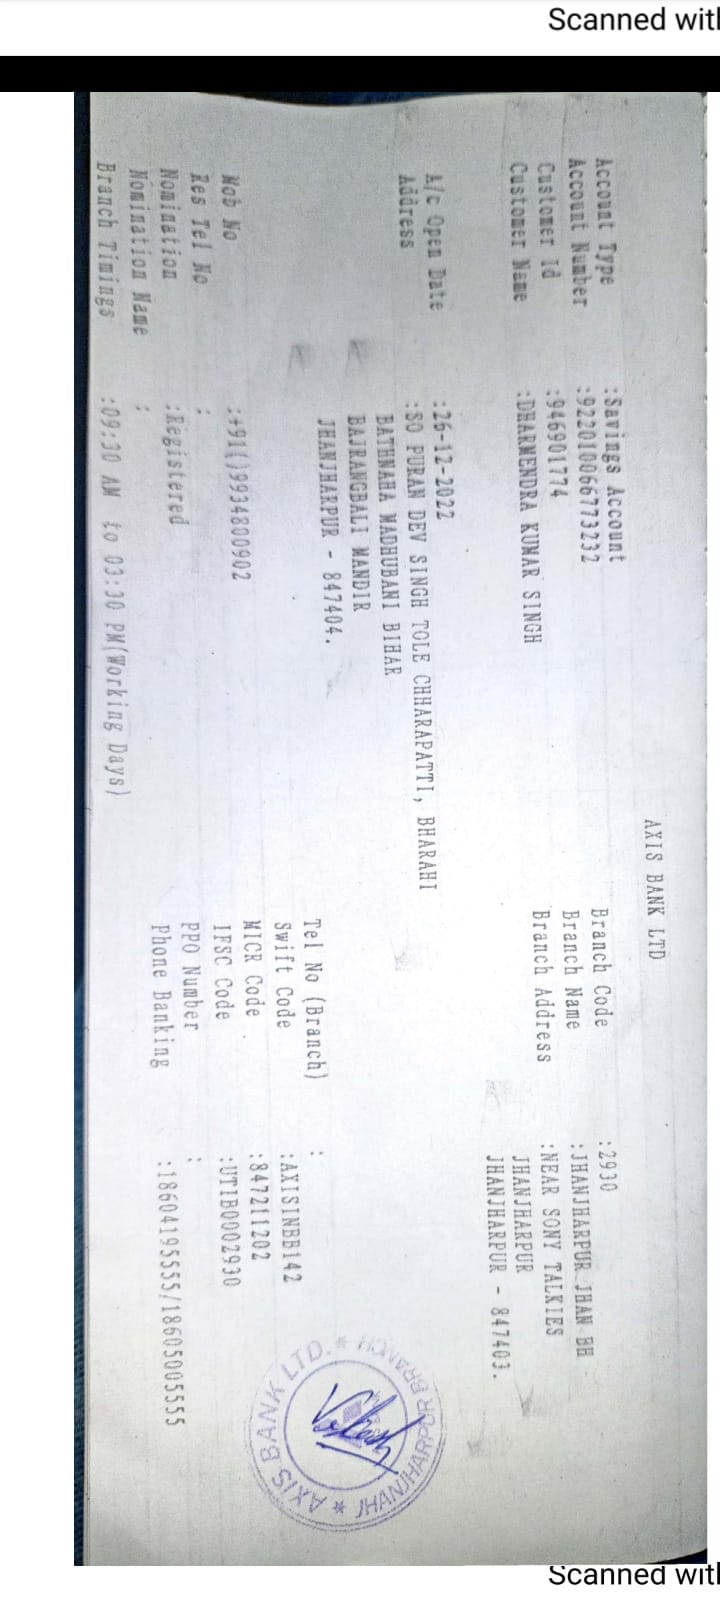 Scanned with
AXIS BANK LTD
Account Type :Savings Account Branch Code :2930
Account Number :922010066773232 Branch Name :JHANJHARPUR JHAN BH
Customer Id :946901774 Branch Address :NEAR SONY TALKIES
Customer Name :DHARMENDRA KUMAR SINGH JHANJHARPUR
JHANJHARPUR - 847403.
A/c Open Date :26-12-2022
Address :SO PURAN DEV SINGH TOLE CHHARAPATTI, BHARAHI
BATHNAHA MADHUBANI BIHAR
BAJRANGBALI MANDIR
JHANJHARPUR - 847404. Tel No (Branch) :
Swift Code :AXISINBB142
MICR Code :847211202
Mob No :+91()9934800902 IFSC Code :UTIB0002930
Res Tel No : PPO Number :
Nomination :Registered Phone Banking :18604195555/18605005555
Nomination Name :
Branch Timings :09:30 AM to 03:30 PM(Working Days)
AXIS BANK LTD. * JHANJHARPUR BRANCH *
Scanned with